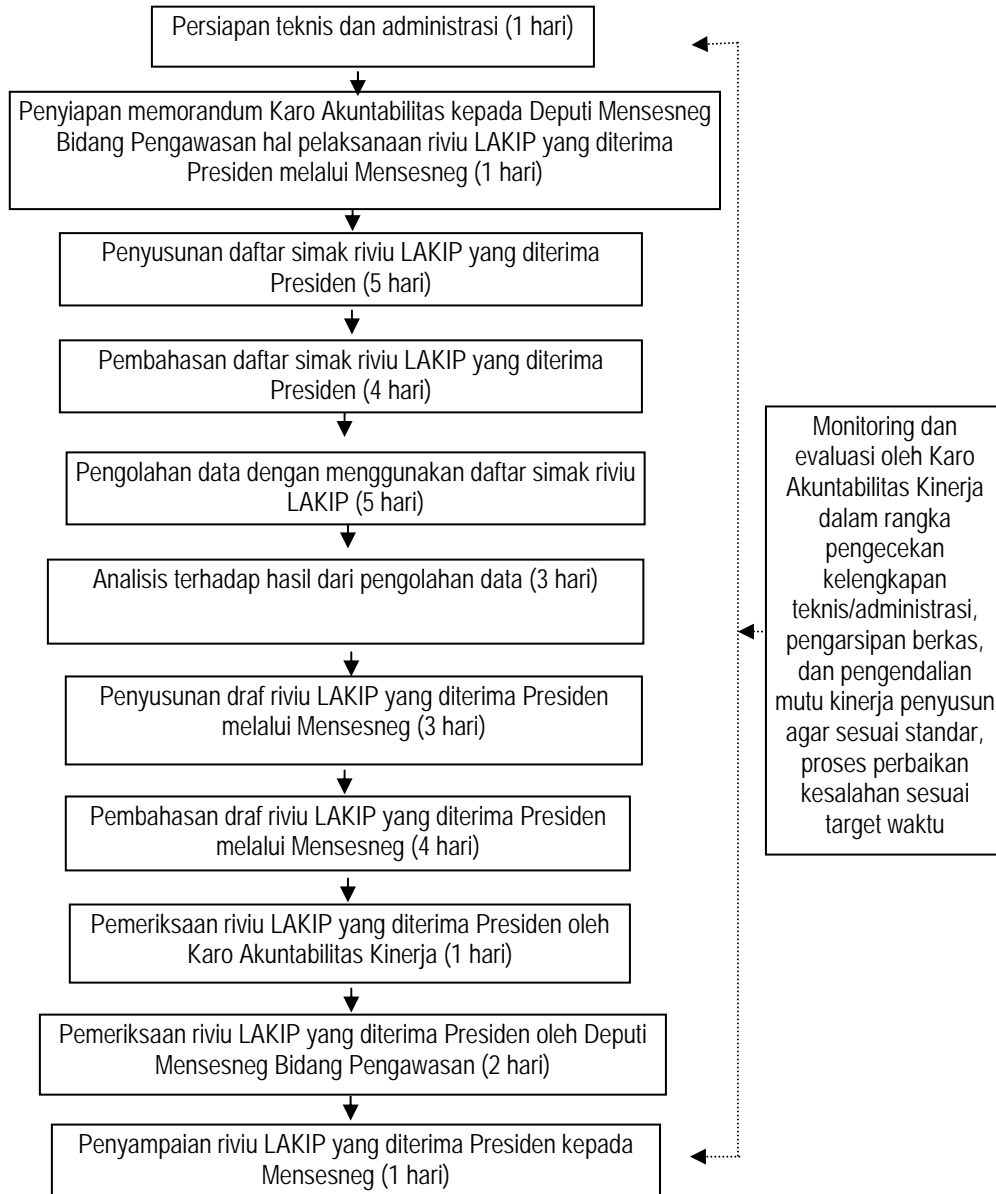 Persiapan teknis dan administrasi (1 hari)
Penyiapan memorandum Karo Akuntabilitas kepada Deputi Mensesneg
Bidang Pengawasan hal pelaksanaan riviu LAKIP yang diterima
Presiden melalui Mensesneg (1 hari)
Penyusunan daftar simak riviu LAKIP yang diterima
Presiden (5 hari)
Pembahasan daftar simak riviu LAKIP yang diterima
Presiden (4 hari)
Pengolahan data dengan menggunakan daftar simak riviu
LAKIP (5 hari)
Analisis terhadap hasil dari pengolahan data (3 hari)
Penyusunan draf riviu LAKIP yang diterima Presiden
melalui Mensesneg (3 hari)
Pembahasan draf riviu LAKIP yang diterima Presiden
melalui Mensesneg (4 hari)
Pemeriksaan riviu LAKIP yang diterima Presiden oleh
Karo Akuntabilitas Kinerja (1 hari)
Pemeriksaan riviu LAKIP yang diterima Presiden oleh Deputi
Mensesneg Bidang Pengawasan (2 hari)
Penyampaian riviu LAKIP yang diterima Presiden kepada
Mensesneg (1 hari)
Monitoring dan
evaluasi oleh Karo
Akuntabilitas Kinerja
dalam rangka
pengecekan
kelengkapan
teknis/administrasi,
pengarsipan berkas,
dan pengendalian
mutu kinerja penyusun
agar sesuai standar,
proses perbaikan
kesalahan sesuai
target waktu